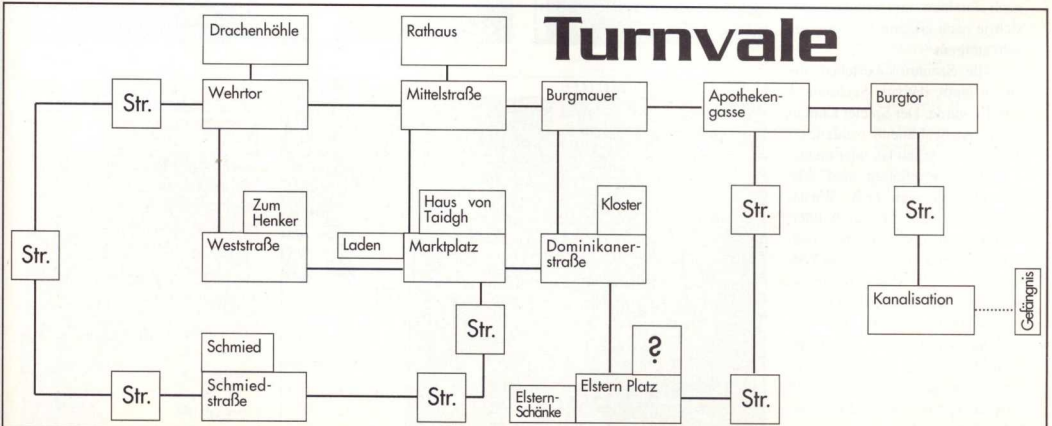 Turnvale
Drachenhöhle
Rathaus
Str.
Wehrtor
Mittelstraße
Burgmauer
Apotheken-
gasse
Burgtor
Zum
Henker
Haus von
Taidgh
Kloster
Str.
Str.
Str.
Weststraße
Laden
Marktplatz
Dominikaner-
straße
Kanalisation
Gefängnis
Str.
Schmied
?
Str.
Schmied-
straße
Str.
Elstern-
Schänke
Elstern Platz
Str.